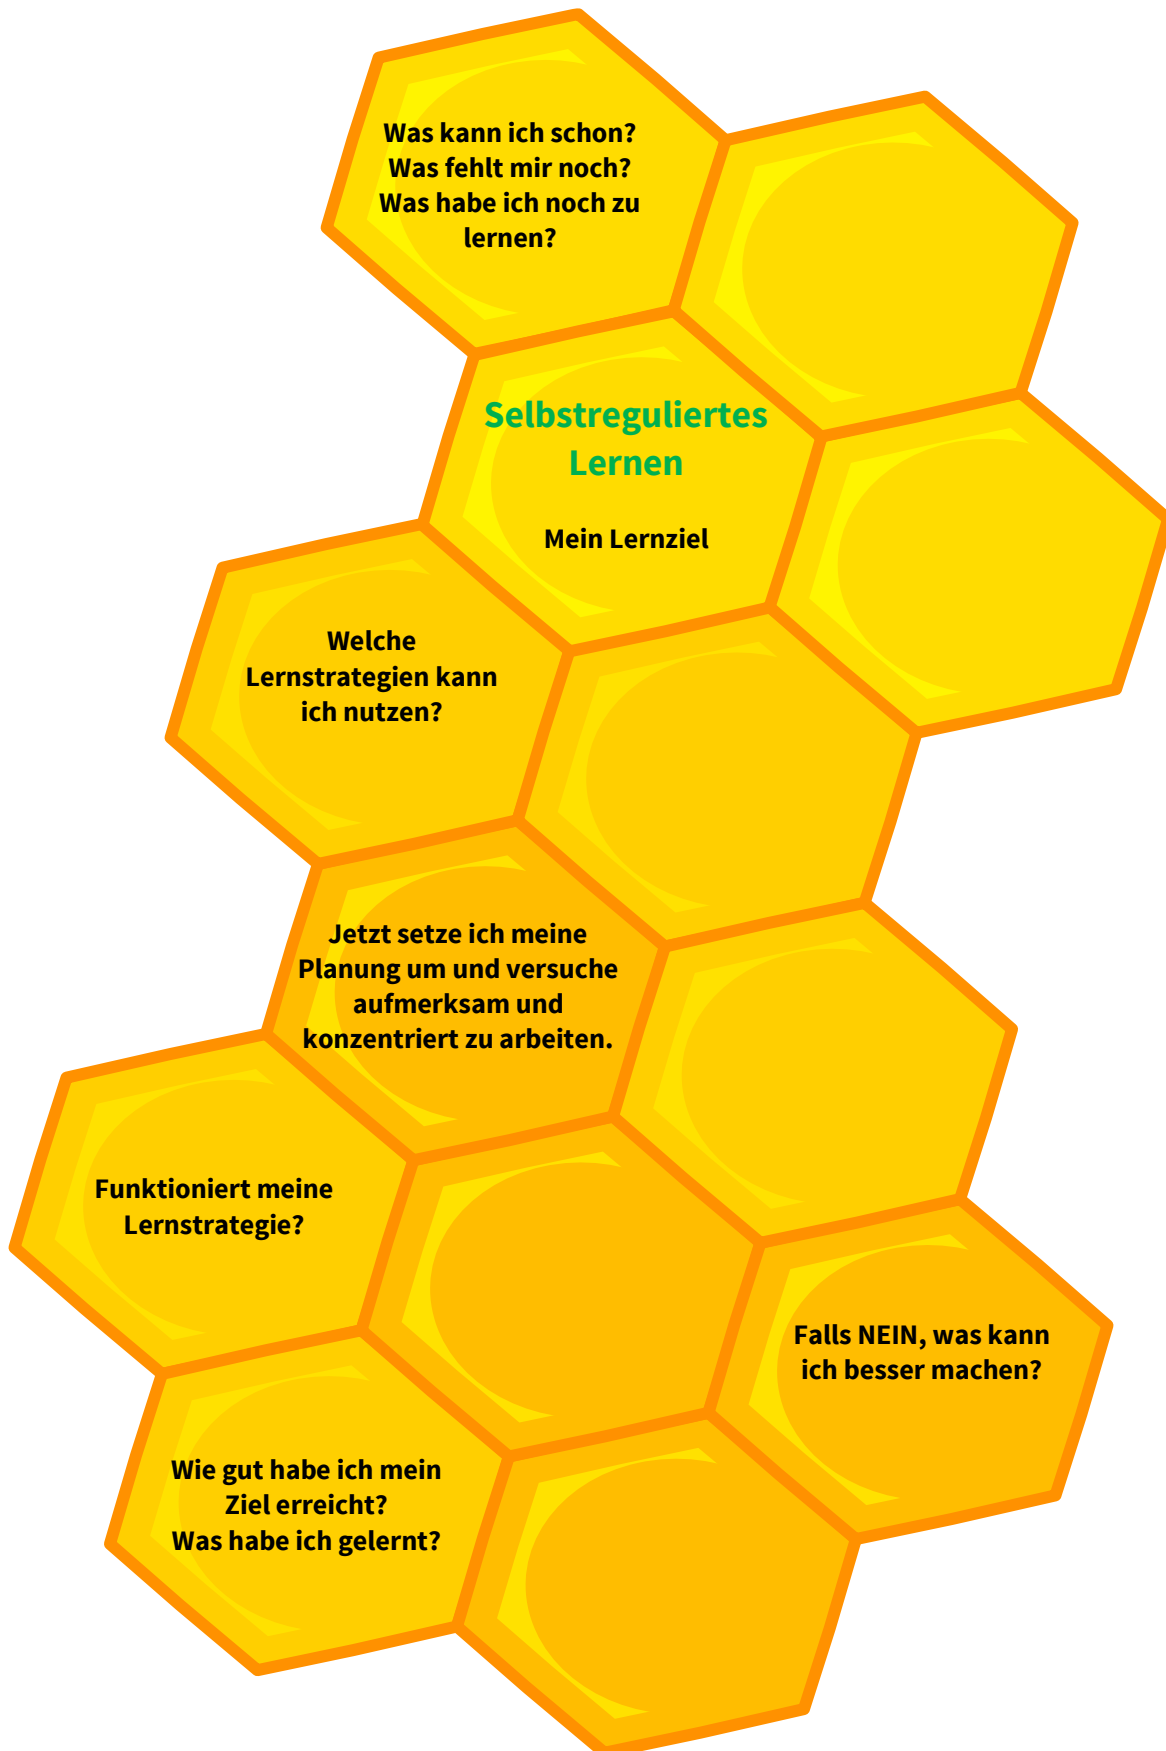 Was kann ich schon?
Was fehlt mir noch?
Was habe ich noch zu
lernen?
Selbstreguliertes
Lernen
Mein Lernziel
Welche
Lernstrategien kann
ich nutzen?
Jetzt setze ich meine
Planung um und versuche
aufmerksam und
konzentriert zu arbeiten.
Funktioniert meine
Lernstrategie?
Falls NEIN, was kann
ich besser machen?
Wie gut habe ich mein
Ziel erreicht?
Was habe ich gelernt?